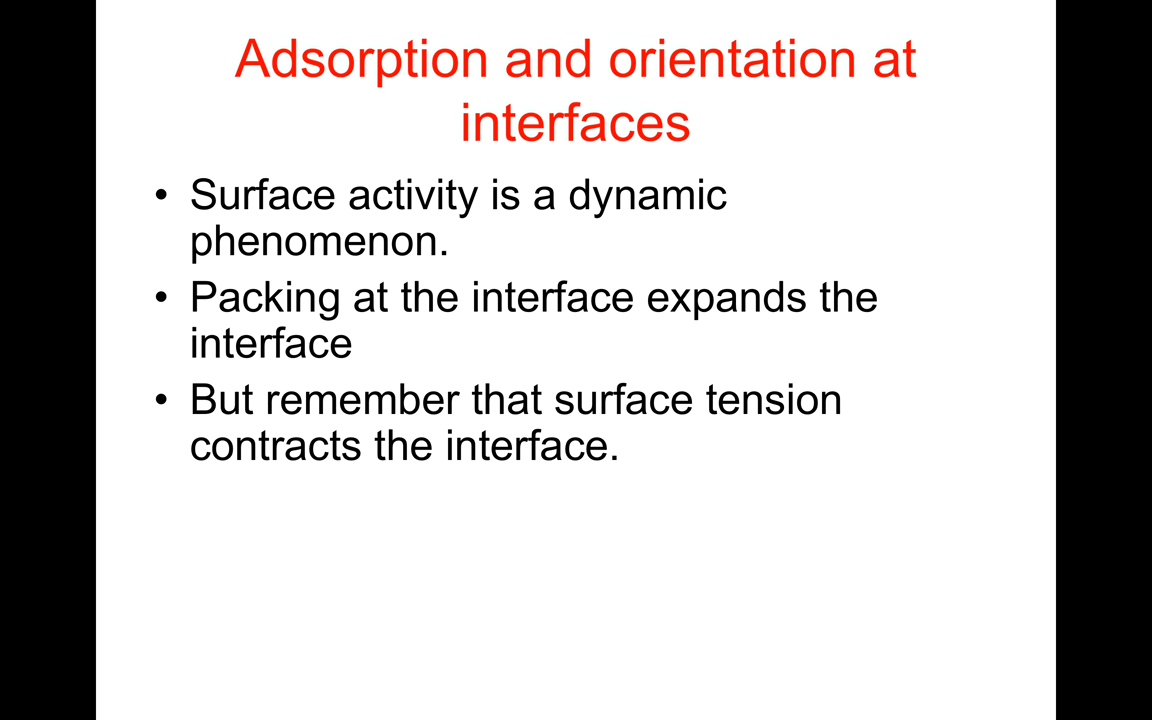 Adsorption and orientation at
interfaces
• Surface activity is a dynamic
phenomenon.
• Packing at the interface expands the
interface
• But remember that surface tension
contracts the interface.